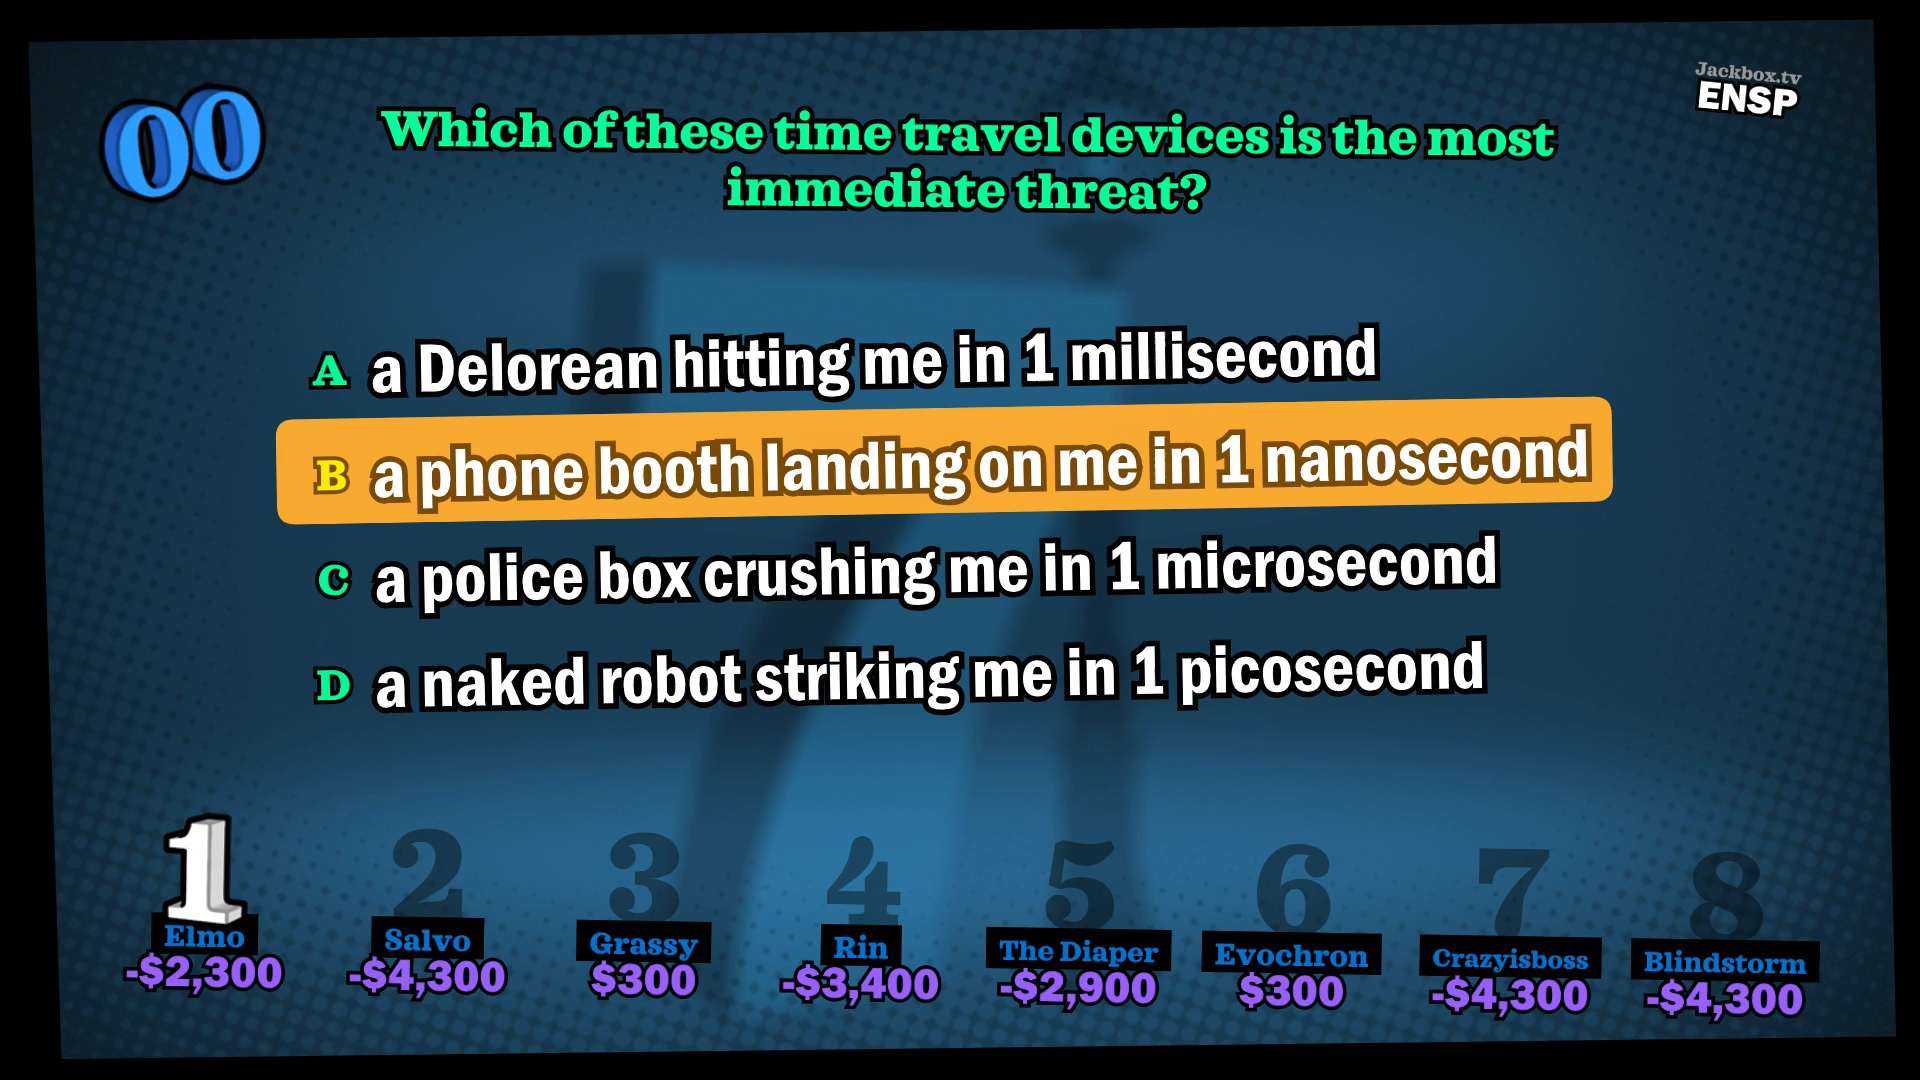 00
Jackbox.tv
ENSP
Which of these time travel devices is the most
immediate threat?
A a Delorean hitting me in 1 millisecond
B a phone booth landing on me in 1 nanosecond
C a police box crushing me in 1 microsecond
D a naked robot striking me in 1 picosecond
1 2 3 4 5 6 7 8
Elmo Salvo Grassy Rin The Diaper Evochron Crazyisboss Blindstorm
-$2,300 -$4,300 $300 -$3,400 -$2,900 $300 -$4,300 -$4,300